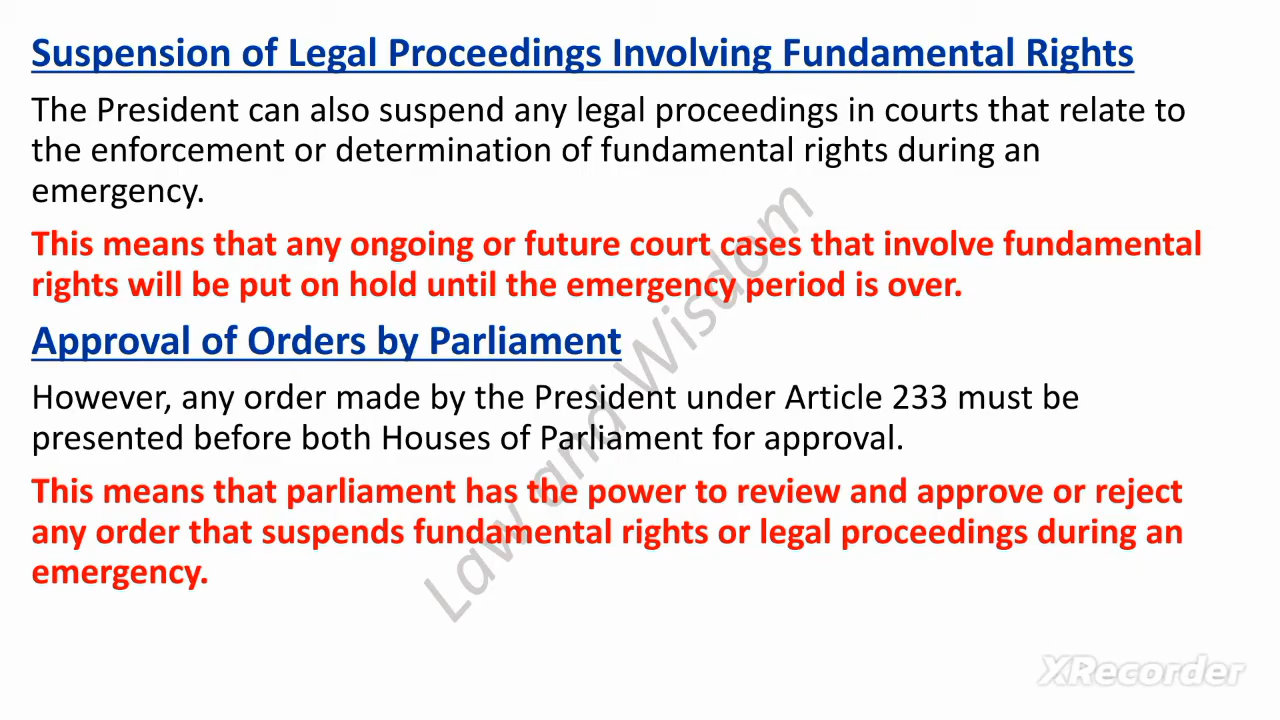 Suspension of Legal Proceedings Involving Fundamental Rights
The President can also suspend any legal proceedings in courts that relate to
the enforcement or determination of fundamental rights during an
emergency.
This means that any ongoing or future court cases that involve fundamental
rights will be put on hold until the emergency period is over.
Approval of Orders by Parliament
However, any order made by the President under Article 233 must be
presented before both Houses of Parliament for approval.
This means that parliament has the power to review and approve or reject
any order that suspends fundamental rights or legal proceedings during an
emergency.
Law and Wisdom
XRecorder